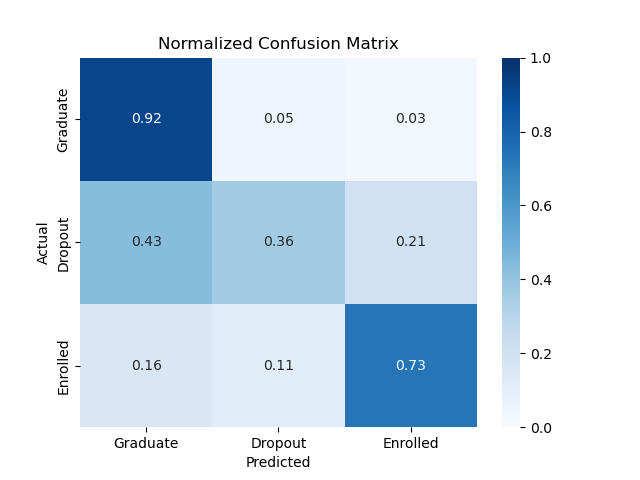 Normalized Confusion Matrix
Actual
Graduate
0.92 0.05 0.03
Dropout
0.43 0.36 0.21
Enrolled
0.16 0.11 0.73
Graduate Dropout Enrolled
Predicted
1.0
0.8
0.6
0.4
0.2
0.0